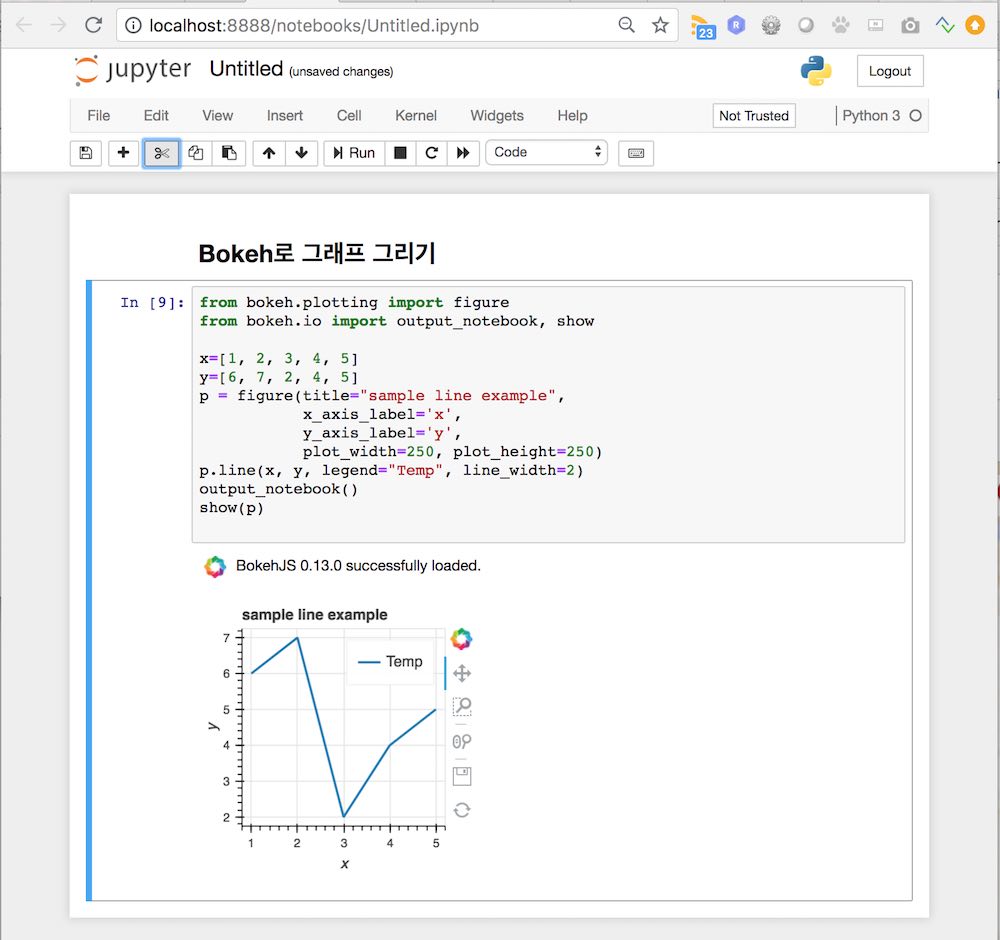 localhost:8888/notebooks/Untitled.ipynb
23
R
jupyter Untitled (unsaved changes)
Logout
File Edit View Insert Cell Kernel Widgets Help Not Trusted Python 3
Run Code
Bokeh로 그래프 그리기
In [9]:
from bokeh.plotting import figure
from bokeh.io import output_notebook, show
x=[1, 2, 3, 4, 5]
y=[6, 7, 2, 4, 5]
p = figure(title="sample line example",
x_axis_label='x',
y_axis_label='y',
plot_width=250, plot_height=250)
p.line(x, y, legend="Temp", line_width=2)
output_notebook()
show(p)
BokehJS 0.13.0 successfully loaded.
sample line example
Temp
7
6
5
4
3
2
y
1 2 3 4 5
x